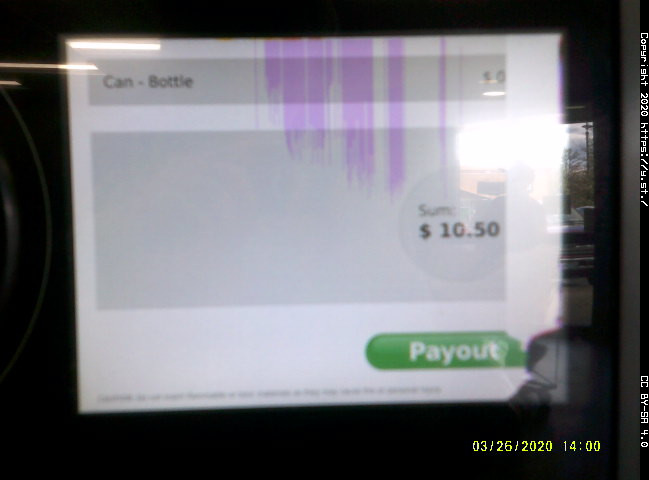 Can - Bottle $ 0
Sum:
$ 10.50
Payout
03/26/2020 14:00
Copyright 2020 https://y.st./
CC BY-SA 4.0